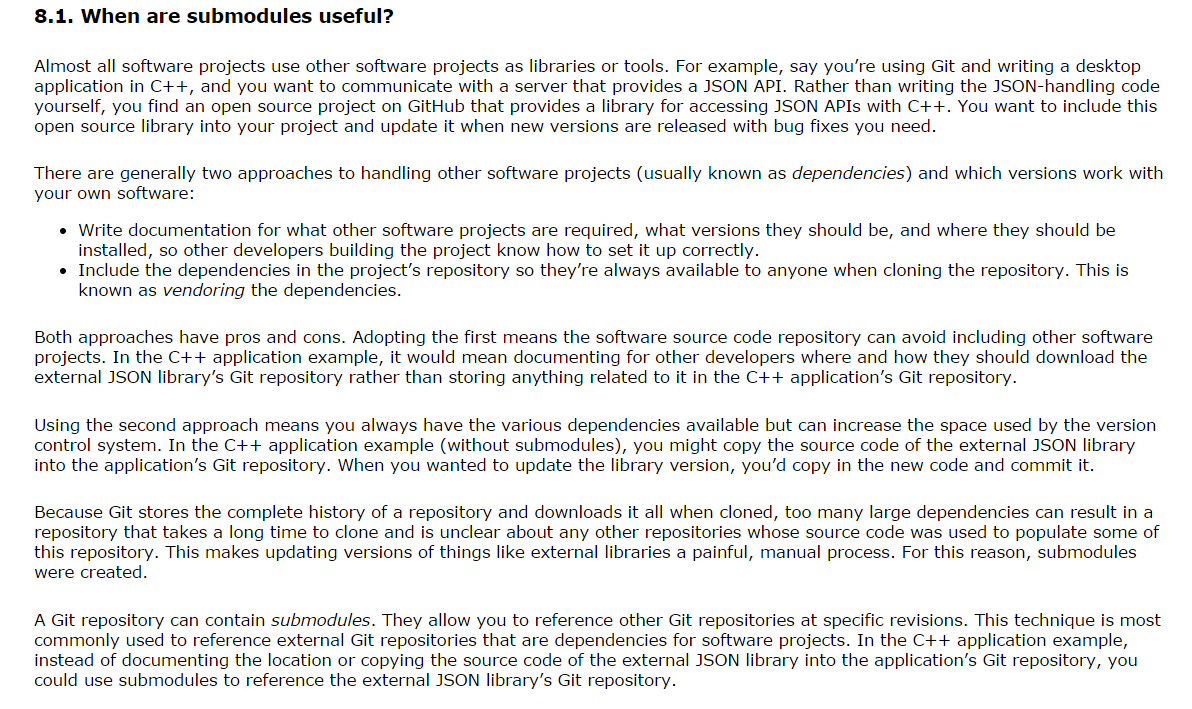 8.1. When are submodules useful?
Almost all software projects use other software projects as libraries or tools. For example, say you’re using Git and writing a desktop
application in C++, and you want to communicate with a server that provides a JSON API. Rather than writing the JSON-handling code
yourself, you find an open source project on GitHub that provides a library for accessing JSON APIs with C++. You want to include this
open source library into your project and update it when new versions are released with bug fixes you need.
There are generally two approaches to handling other software projects (usually known as dependencies) and which versions work with
your own software:
• Write documentation for what other software projects are required, what versions they should be, and where they should be
installed, so other developers building the project know how to set it up correctly.
• Include the dependencies in the project’s repository so they’re always available to anyone when cloning the repository. This is
known as vendoring the dependencies.
Both approaches have pros and cons. Adopting the first means the software source code repository can avoid including other software
projects. In the C++ application example, it would mean documenting for other developers where and how they should download the
external JSON library’s Git repository rather than storing anything related to it in the C++ application’s Git repository.
Using the second approach means you always have the various dependencies available but can increase the space used by the version
control system. In the C++ application example (without submodules), you might copy the source code of the external JSON library
into the application’s Git repository. When you wanted to update the library version, you’d copy in the new code and commit it.
Because Git stores the complete history of a repository and downloads it all when cloned, too many large dependencies can result in a
repository that takes a long time to clone and is unclear about any other repositories whose source code was used to populate some of
this repository. This makes updating versions of things like external libraries a painful, manual process. For this reason, submodules
were created.
A Git repository can contain submodules. They allow you to reference other Git repositories at specific revisions. This technique is most
commonly used to reference external Git repositories that are dependencies for software projects. In the C++ application example,
instead of documenting the location or copying the source code of the external JSON library into the application’s Git repository, you
could use submodules to reference the external JSON library’s Git repository.